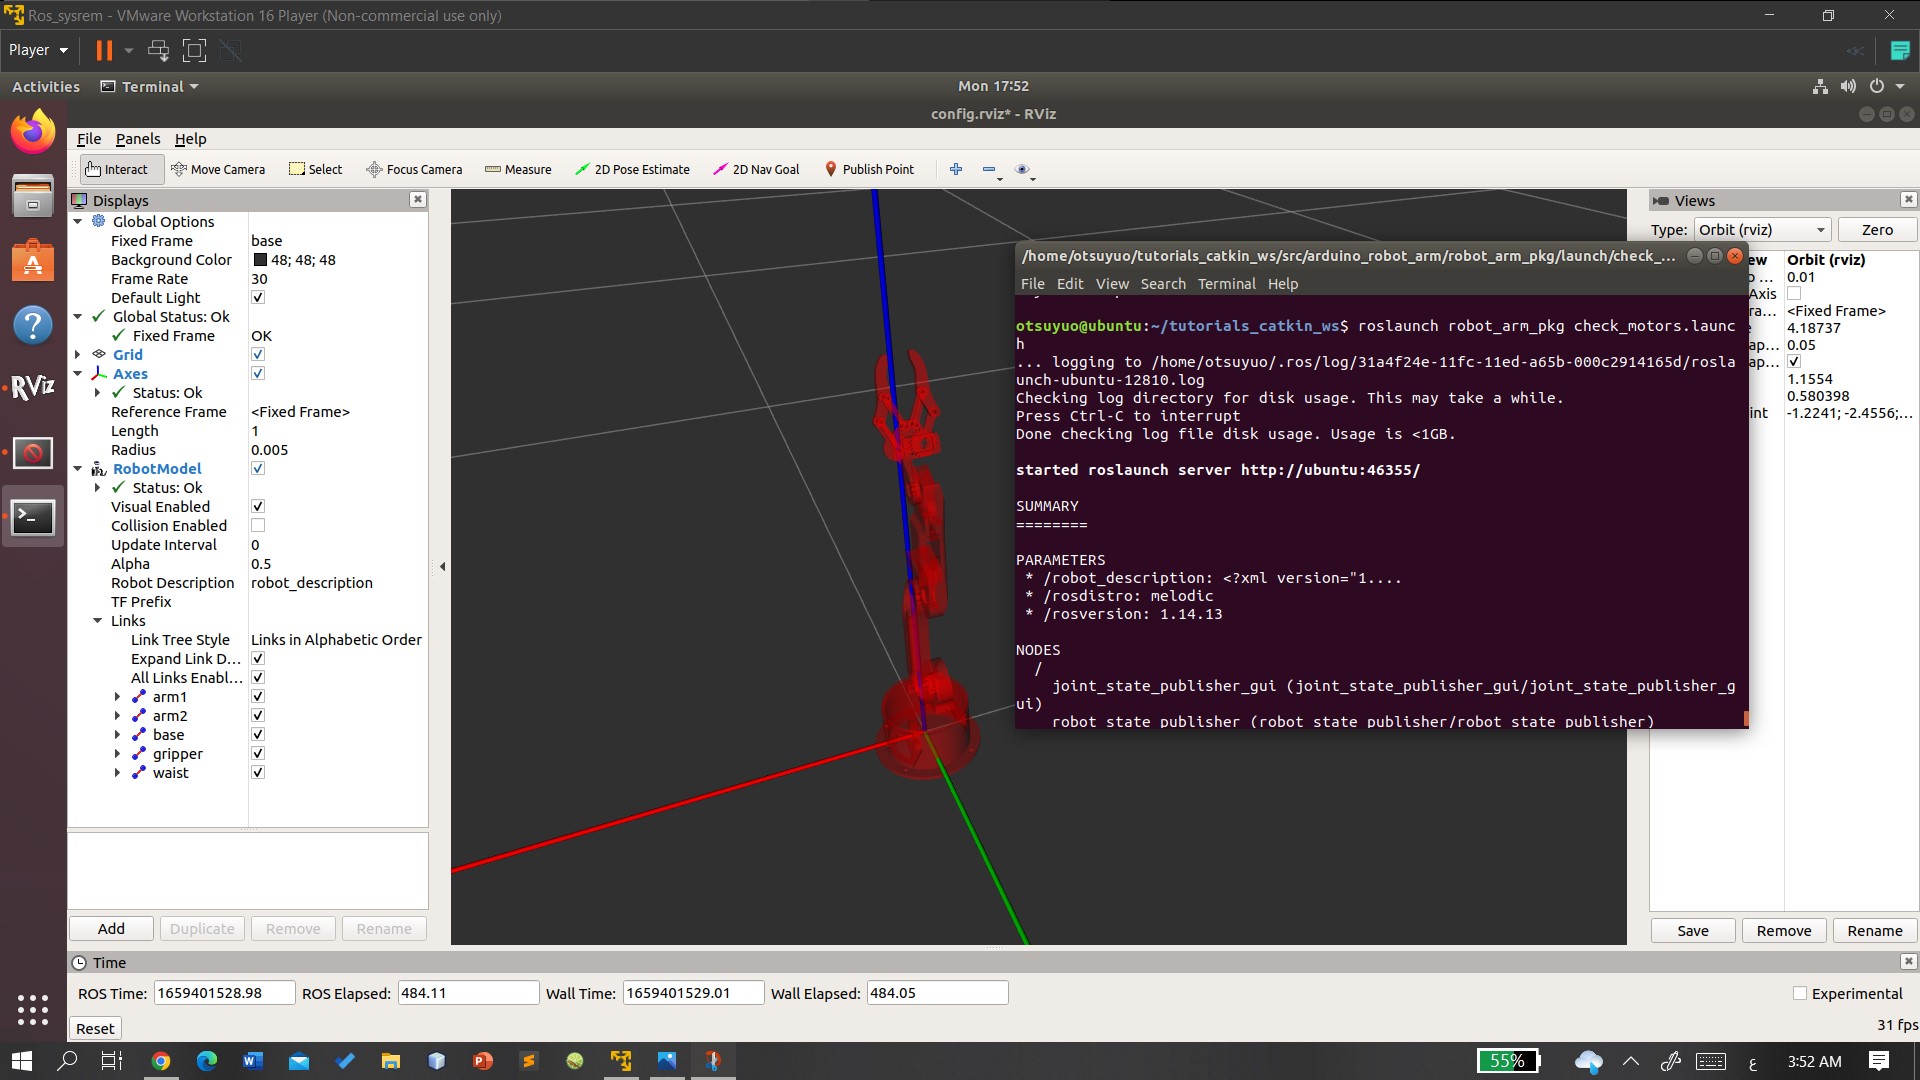 Ros_sysrem - VMware Workstation 16 Player (Non-commercial use only)
Player
Activities
Terminal
Mon 17:52
config.rviz* - RViz
File Panels Help
Interact
Move Camera
Select
Focus Camera
Measure
2D Pose Estimate
2D Nav Goal
Publish Point
RViz
Displays
Global Options
Fixed Frame base
Background Color 48; 48; 48
Frame Rate 30
Default Light
Global Status: Ok
Fixed Frame OK
Grid
Axes
Status: Ok
Reference Frame <Fixed Frame>
Length 1
Radius 0.005
RobotModel
Status: Ok
Visual Enabled
Collision Enabled
Update Interval 0
Alpha 0.5
Robot Description robot_description
TF Prefix
Links
Link Tree Style Links in Alphabetic Order
Expand Link D...
All Links Enabl...
arm1
arm2
base
gripper
waist
Add
Duplicate
Remove
Rename
/home/otsuyuo/tutorials_catkin_ws/src/arduino_robot_arm/robot_arm_pkg/launch/check_...
File Edit View Search Terminal Help
otsuyuo@ubuntu:~/tutorials_catkin_ws$ roslaunch robot_arm_pkg check_motors.launc
h
... logging to /home/otsuyuo/.ros/log/31a4f24e-11fc-11ed-a65b-000c2914165d/rosla
unch-ubuntu-12810.log
Checking log directory for disk usage. This may take a while.
Press Ctrl-C to interrupt
Done checking log file disk usage. Usage is <1GB.
started roslaunch server http://ubuntu:46355/
SUMMARY
========
PARAMETERS
* /robot_description: <?xml version="1....
* /rosdistro: melodic
* /rosversion: 1.14.13
NODES
/
joint_state_publisher_gui (joint_state_publisher_gui/joint_state_publisher_g
ui)
robot_state_publisher (robot_state_publisher/robot_state_publisher)
Views
Type: Orbit (rviz) Zero
ew Orbit (rviz)
... 0.01
Axis
ra... <Fixed Frame>
e 4.18737
ap... 0.05
ap...
1.1554
0.580398
int -1.2241; -2.4556;...
Save
Remove
Rename
Time
ROS Time: 1659401528.98 ROS Elapsed: 484.11 Wall Time: 1659401529.01 Wall Elapsed: 484.05
Experimental
Reset
31 fps
55%
ع
3:52 AM